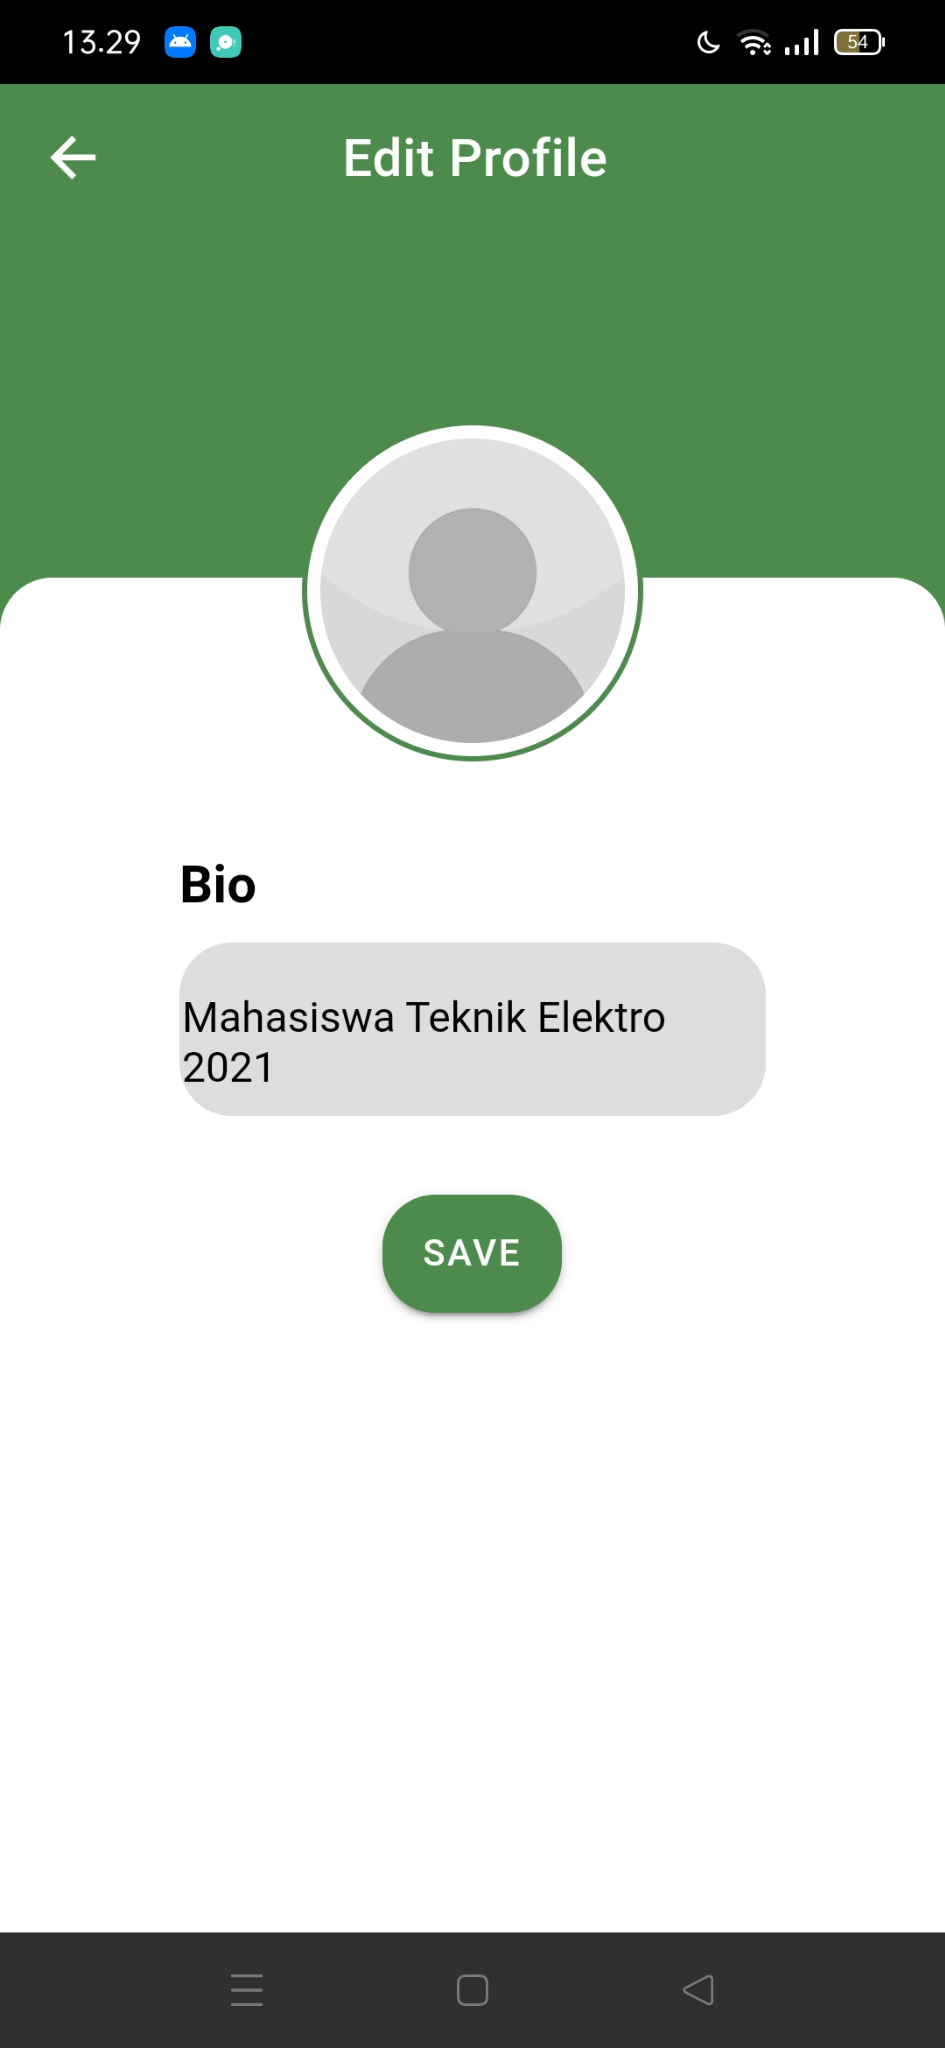 13.29
54
Edit Profile
Bio
Mahasiswa Teknik Elektro
2021
SAVE